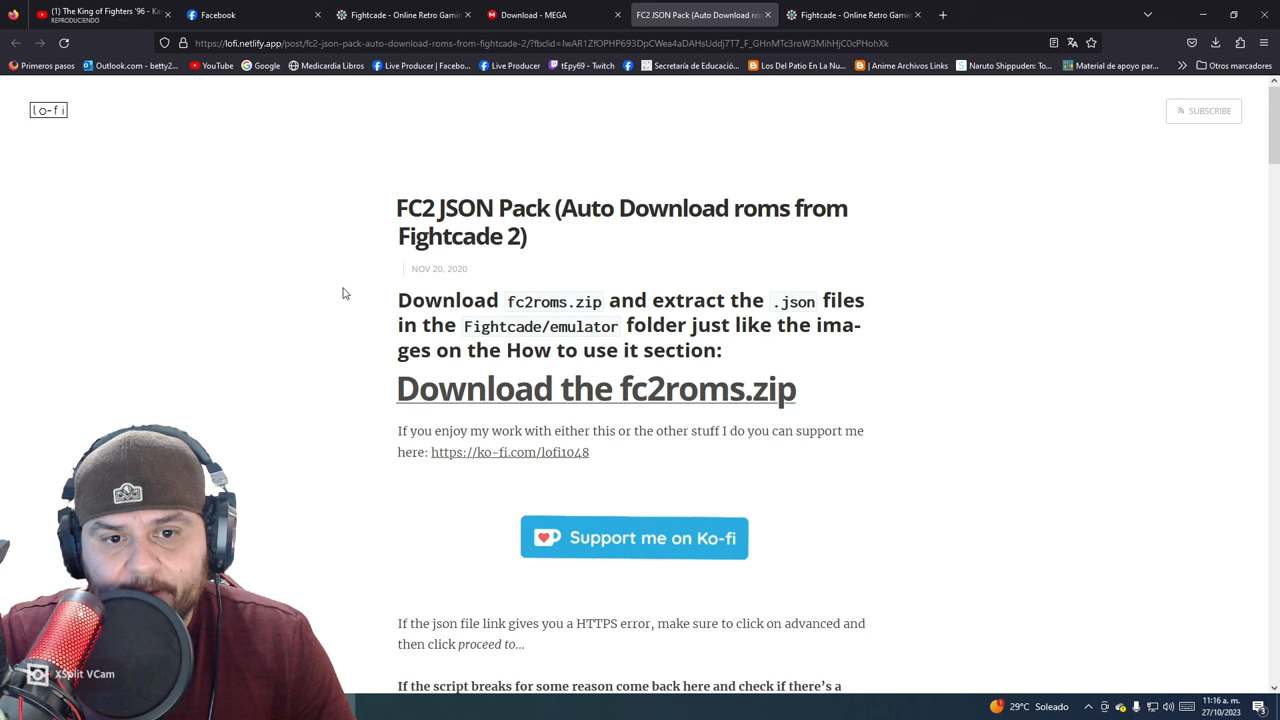 (1) The King of Fighters '96 - Ka
REPRODUCIENDO
Facebook
Fightcade - Online Retro Gamin
Download - MEGA
FC2 JSON Pack (Auto Download ro
Fightcade - Online Retro Gamin
https://lofi.netlify.app/post/fc2-json-pack-auto-download-roms-from-fightcade-2/?fbclid=IwAR1ZfOPHP693DpCWea4aDAHsUddj7T7_F_GHnMTc3roW3MihHjC0cPHohXk
Primeros pasos
Outlook.com - betty2...
YouTube
Google
Medicardia Libros
Live Producer | Facebo...
Live Producer
tEpy69 - Twitch
Secretaría de Educació...
Los Del Patio En Usa
| Anime Archivos Links
Naruto Shippuden: To...
Material de apoyo par...
Otros marcadores
lo-fi
SUBSCRIBE
FC2 JSON Pack (Auto Download roms from
Fightcade 2)
NOV 20, 2020
Download fc2roms.zip and extract the .json files
in the Fightcade/emulator folder just like the ima-
ges on the How to use it section:
Download the fc2roms.zip
If you enjoy my work with either this or the other stuff I do you can support me
here: https://ko-fi.com/lofi1048
Support me on Ko-fi
If the json file link gives you a HTTPS error, make sure to click on advanced and
then click proceed to...
XSplit VCam
If the script breaks for some reason come back here and check if there's a
29°C Soleado
11:16 a. m.
27/10/2023
3